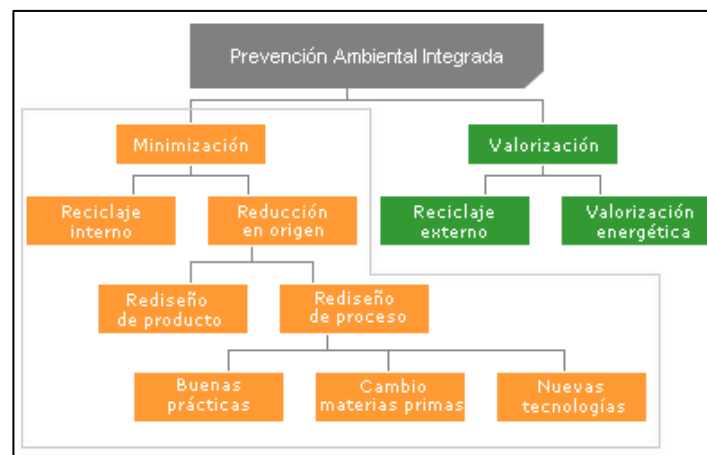 Prevención Ambiental Integrada
Minimización
Valorización
Reciclaje
interno
Reducción
en origen
Reciclaje
externo
Valorización
energética
Rediseño
de producto
Rediseño
de proceso
Buenas
prácticas
Cambio
materias primas
Nuevas
tecnologías